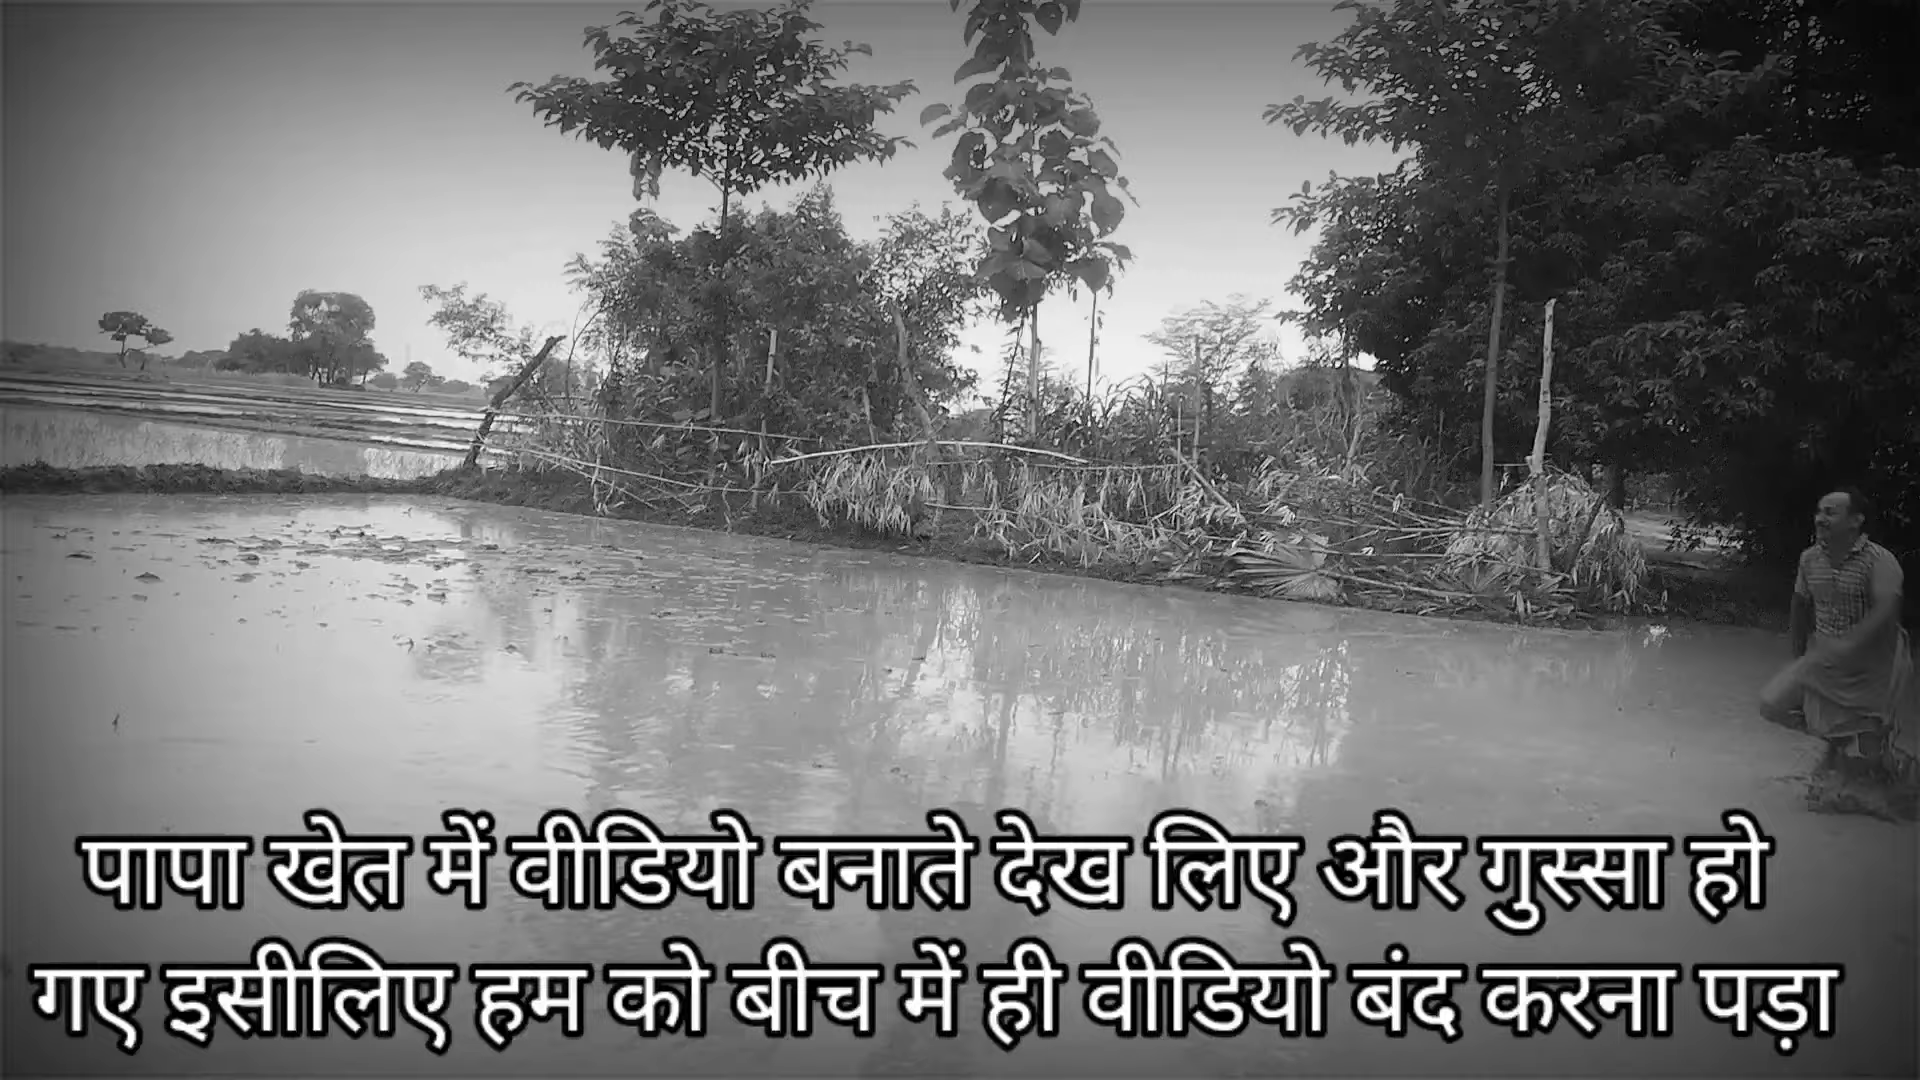 पापा खेत में वीडियो बनाते देख लिए और गुस्सा हो
गए इसीलिए हम को बीच में ही वीडियो बंद करना पड़ा